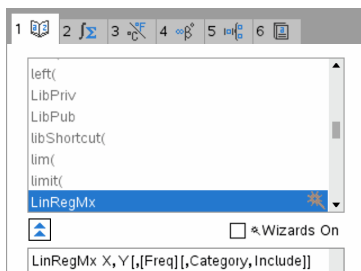 1 2 ∫Σ 3 °C°F 4 ∞β° 5 6
left(
LibPriv
LibPub
libShortcut(
lim(
limit(
LinRegMx
Wizards On
LinRegMx X,Y[,[Freq][,Category,Include]]